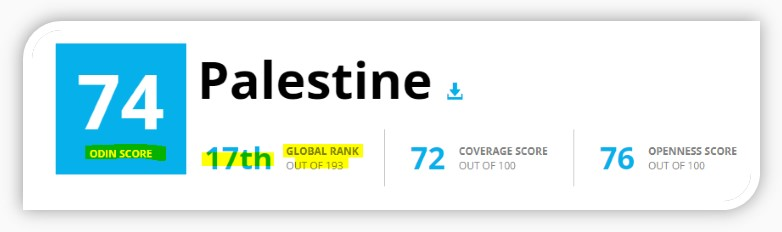 74
ODIN SCORE
Palestine
17th
GLOBAL RANK
OUT OF 193
72
COVERAGE SCORE
OUT OF 100
76
OPENNESS SCORE
OUT OF 100